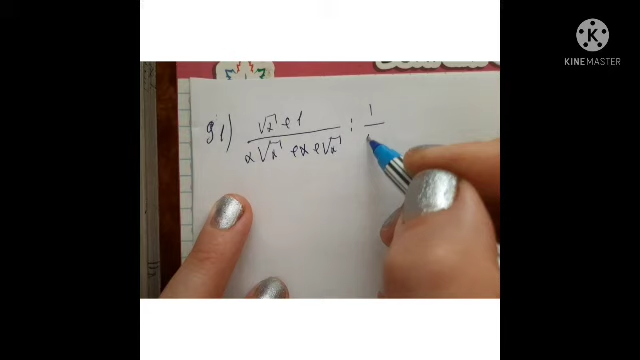 KINEMASTER
91) (√x + 1)/(x√x + x + √x) : 1/